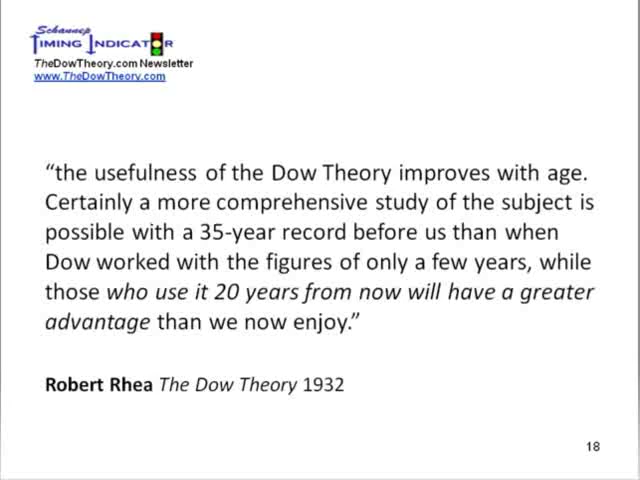 Schannep
TIMING INDICATOR
TheDowTheory.com Newsletter
www.TheDowTheory.com
“the usefulness of the Dow Theory improves with age.
Certainly a more comprehensive study of the subject is
possible with a 35-year record before us than when
Dow worked with the figures of only a few years, while
those who use it 20 years from now will have a greater
advantage than we now enjoy.”
Robert Rhea The Dow Theory 1932
18